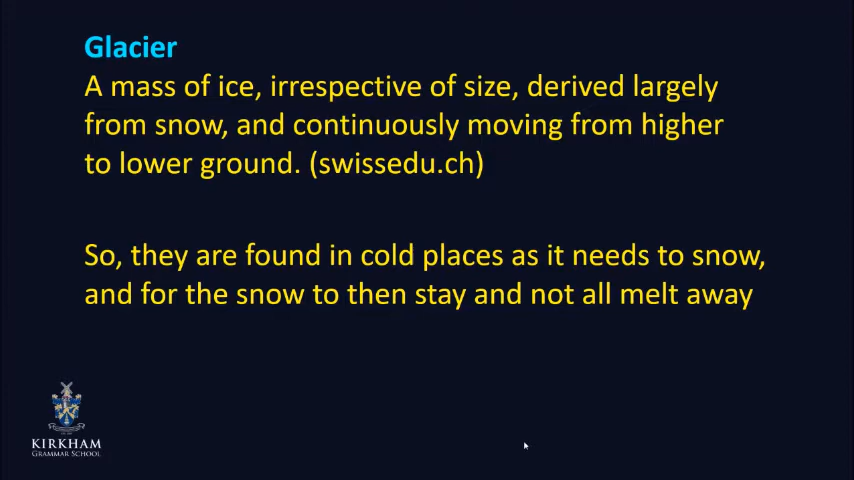 Glacier
A mass of ice, irrespective of size, derived largely
from snow, and continuously moving from higher
to lower ground. (swissedu.ch)
So, they are found in cold places as it needs to snow,
and for the snow to then stay and not all melt away
KIRKHAM
GRAMMAR SCHOOL